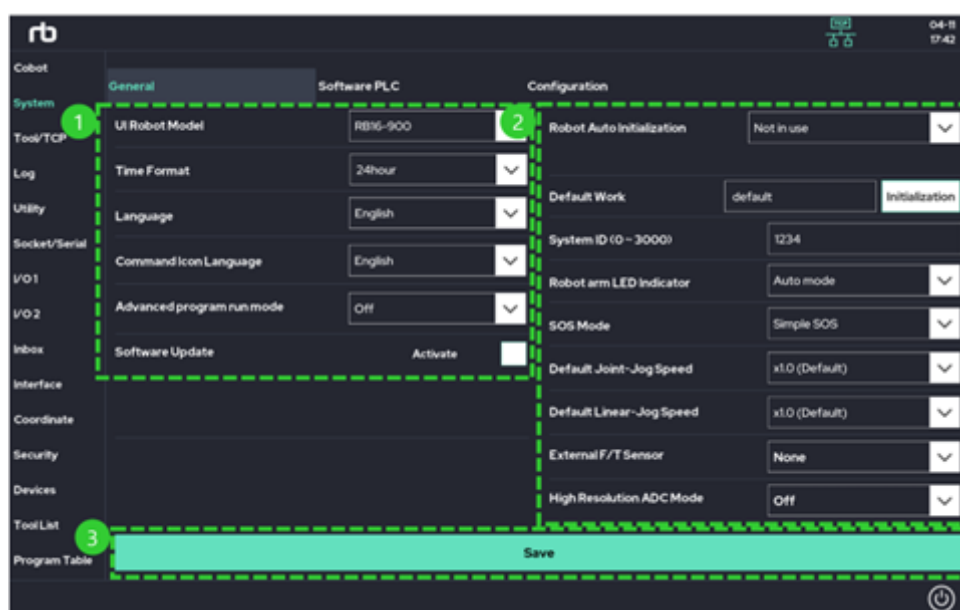 rb
TCP
04-11
17:42
Cobot
System
Tool/TCP
Log
Utility
Socket/Serial
I/O 1
I/O 2
Inbox
Interface
Coordinate
Security
Devices
Tool List
Program Table
General
Software PLC
Configuration
1
UI Robot Model
RB16-900
Time Format
24hour
Language
English
Command Icon Language
English
Advanced program run mode
Off
Software Update
Activate
2
Robot Auto Initialization
Not in use
Default Work
default
Initialization
System ID (0 ~ 3000)
1234
Robot arm LED Indicator
Auto mode
SOS Mode
Simple SOS
Default Joint-Jog Speed
x1.0 (Default)
Default Linear-Jog Speed
x1.0 (Default)
External F/T Sensor
None
High Resolution ADC Mode
Off
3
Save